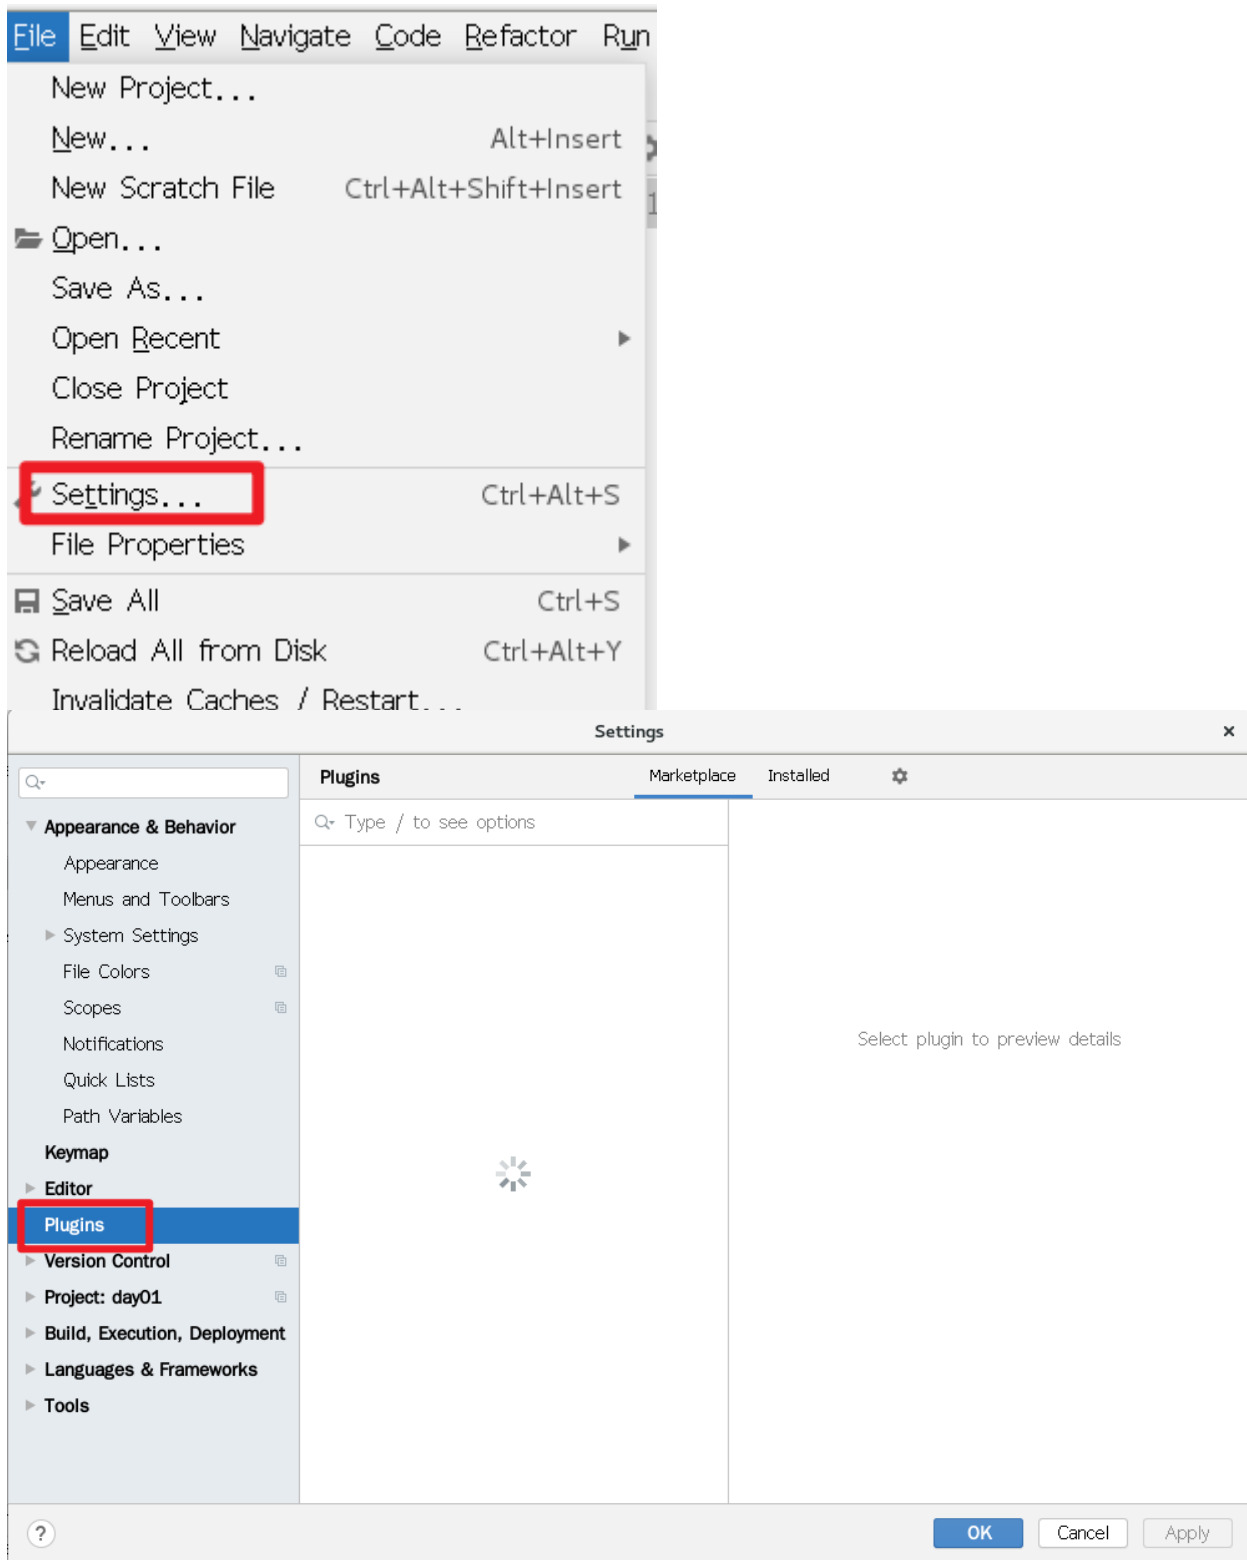 File Edit View Navigate Code Refactor Run
New Project...
New... Alt+Insert
New Scratch File Ctrl+Alt+Shift+Insert
Open...
Save As...
Open Recent
Close Project
Rename Project...
Settings... Ctrl+Alt+S
File Properties
Save All Ctrl+S
Reload All from Disk Ctrl+Alt+Y
Invalidate Caches / Restart...
Settings
Plugins Marketplace Installed
Type / to see options
Appearance & Behavior
Appearance
Menus and Toolbars
System Settings
File Colors
Scopes
Notifications
Quick Lists
Path Variables
Keymap
Editor
Plugins
Version Control
Project: day01
Build, Execution, Deployment
Languages & Frameworks
Tools
Select plugin to preview details
? OK Cancel Apply